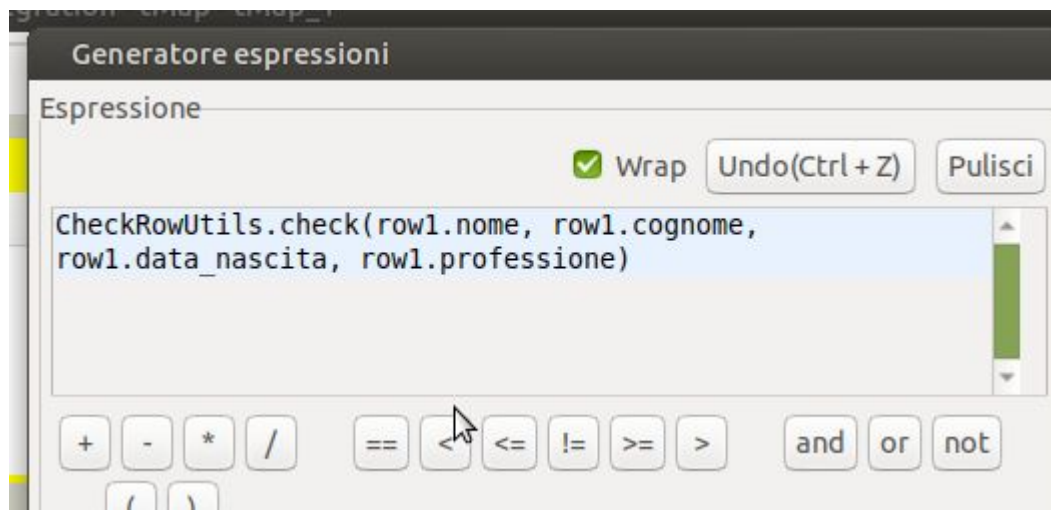 Generatore espressioni
Espressione
Wrap Undo(Ctrl + Z) Pulisci
CheckRowUtils.check(row1.nome, row1.cognome,
row1.data_nascita, row1.professione)
+ - * / == < <= != >= > and or not
( )